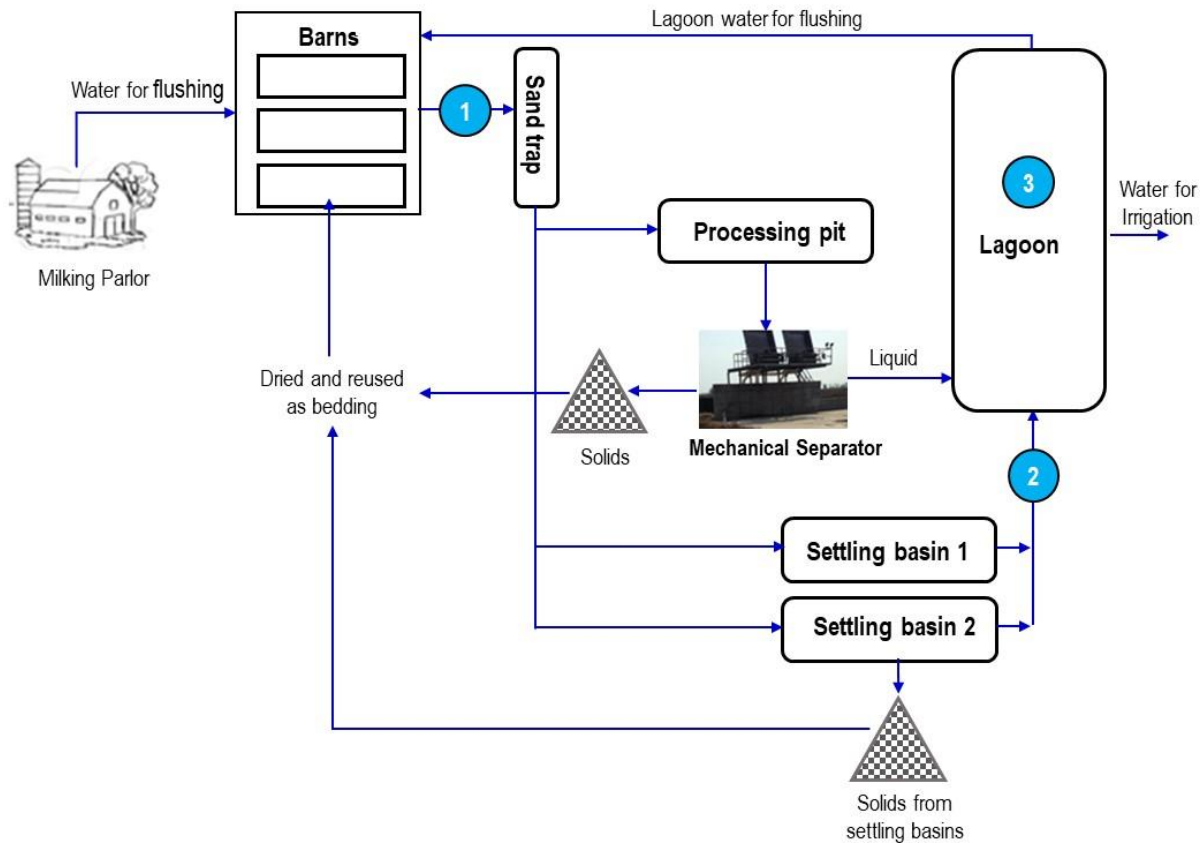 Lagoon water for flushing
Barns
Water for flushing
1
Sand trap
3
Lagoon
Water for
Irrigation
Processing pit
Milking Parlor
Liquid
Dried and reused
as bedding
Solids
Mechanical Separator
2
Settling basin 1
Settling basin 2
Solids from
settling basins